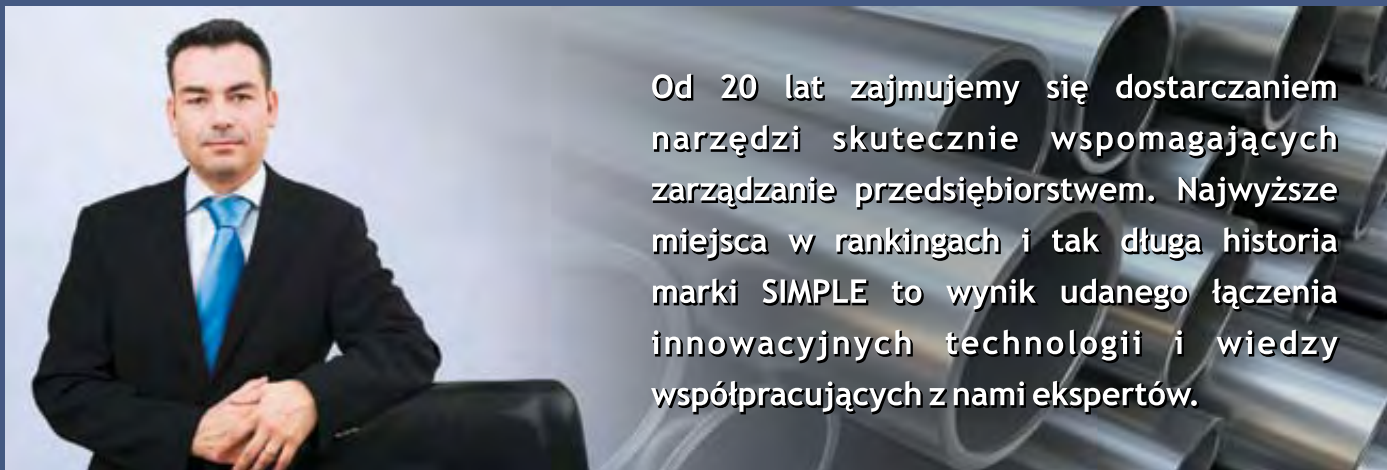 Od 20 lat zajmujemy się dostarczaniem
narzędzi skutecznie wspomagających
zarządzanie przedsiębiorstwem. Najwyższe
miejsca w rankingach i tak długa historia
marki SIMPLE to wynik udanego łączenia
innowacyjnych technologii i wiedzy
współpracujących z nami ekspertów.